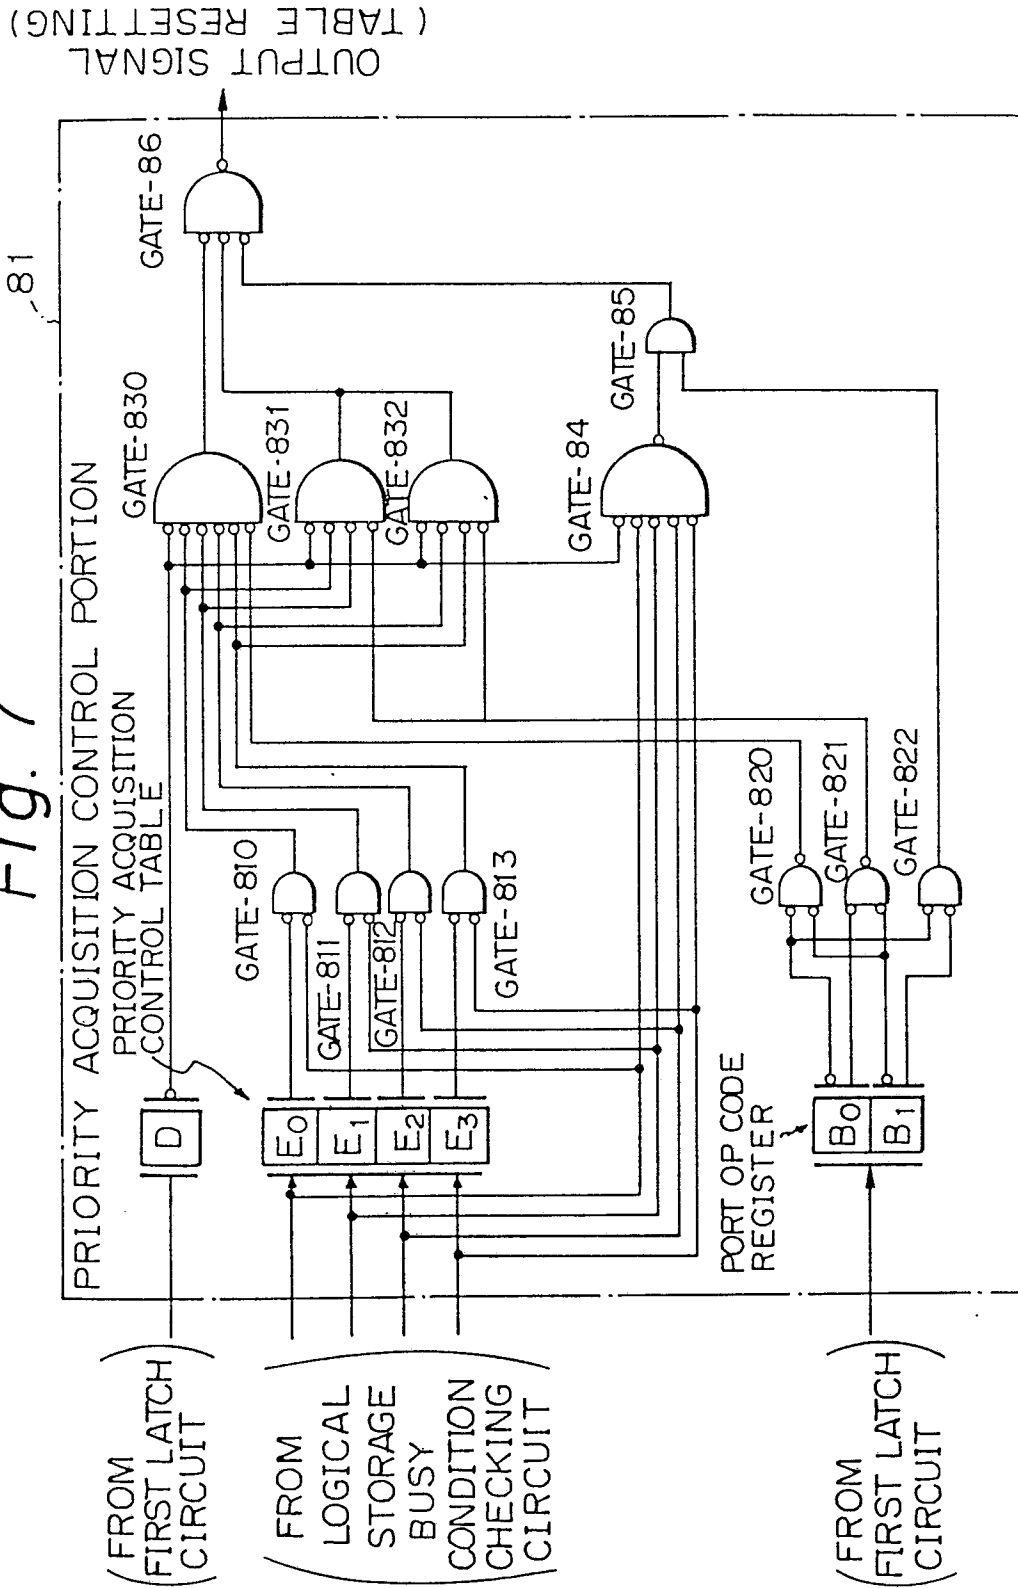 Fig. 7
81
PRIORITY ACQUISITION CONTROL PORTION
PRIORITY ACQUISITION
CONTROL TABLE
(FROM
FIRST LATCH
CIRCUIT)
D
(FROM
LOGICAL
STORAGE
BUSY
CONDITION
CHECKING
CIRCUIT)
E0
E1
E2
E3
GATE-810
GATE-811
GATE-812
GATE-813
GATE-830
GATE-831
GATE-832
GATE-84
GATE-85
GATE-86
OUTPUT SIGNAL
(TABLE RESETTING)
PORT OP CODE
REGISTER
B0
B1
GATE-820
GATE-821
GATE-822
(FROM
FIRST LATCH
CIRCUIT)